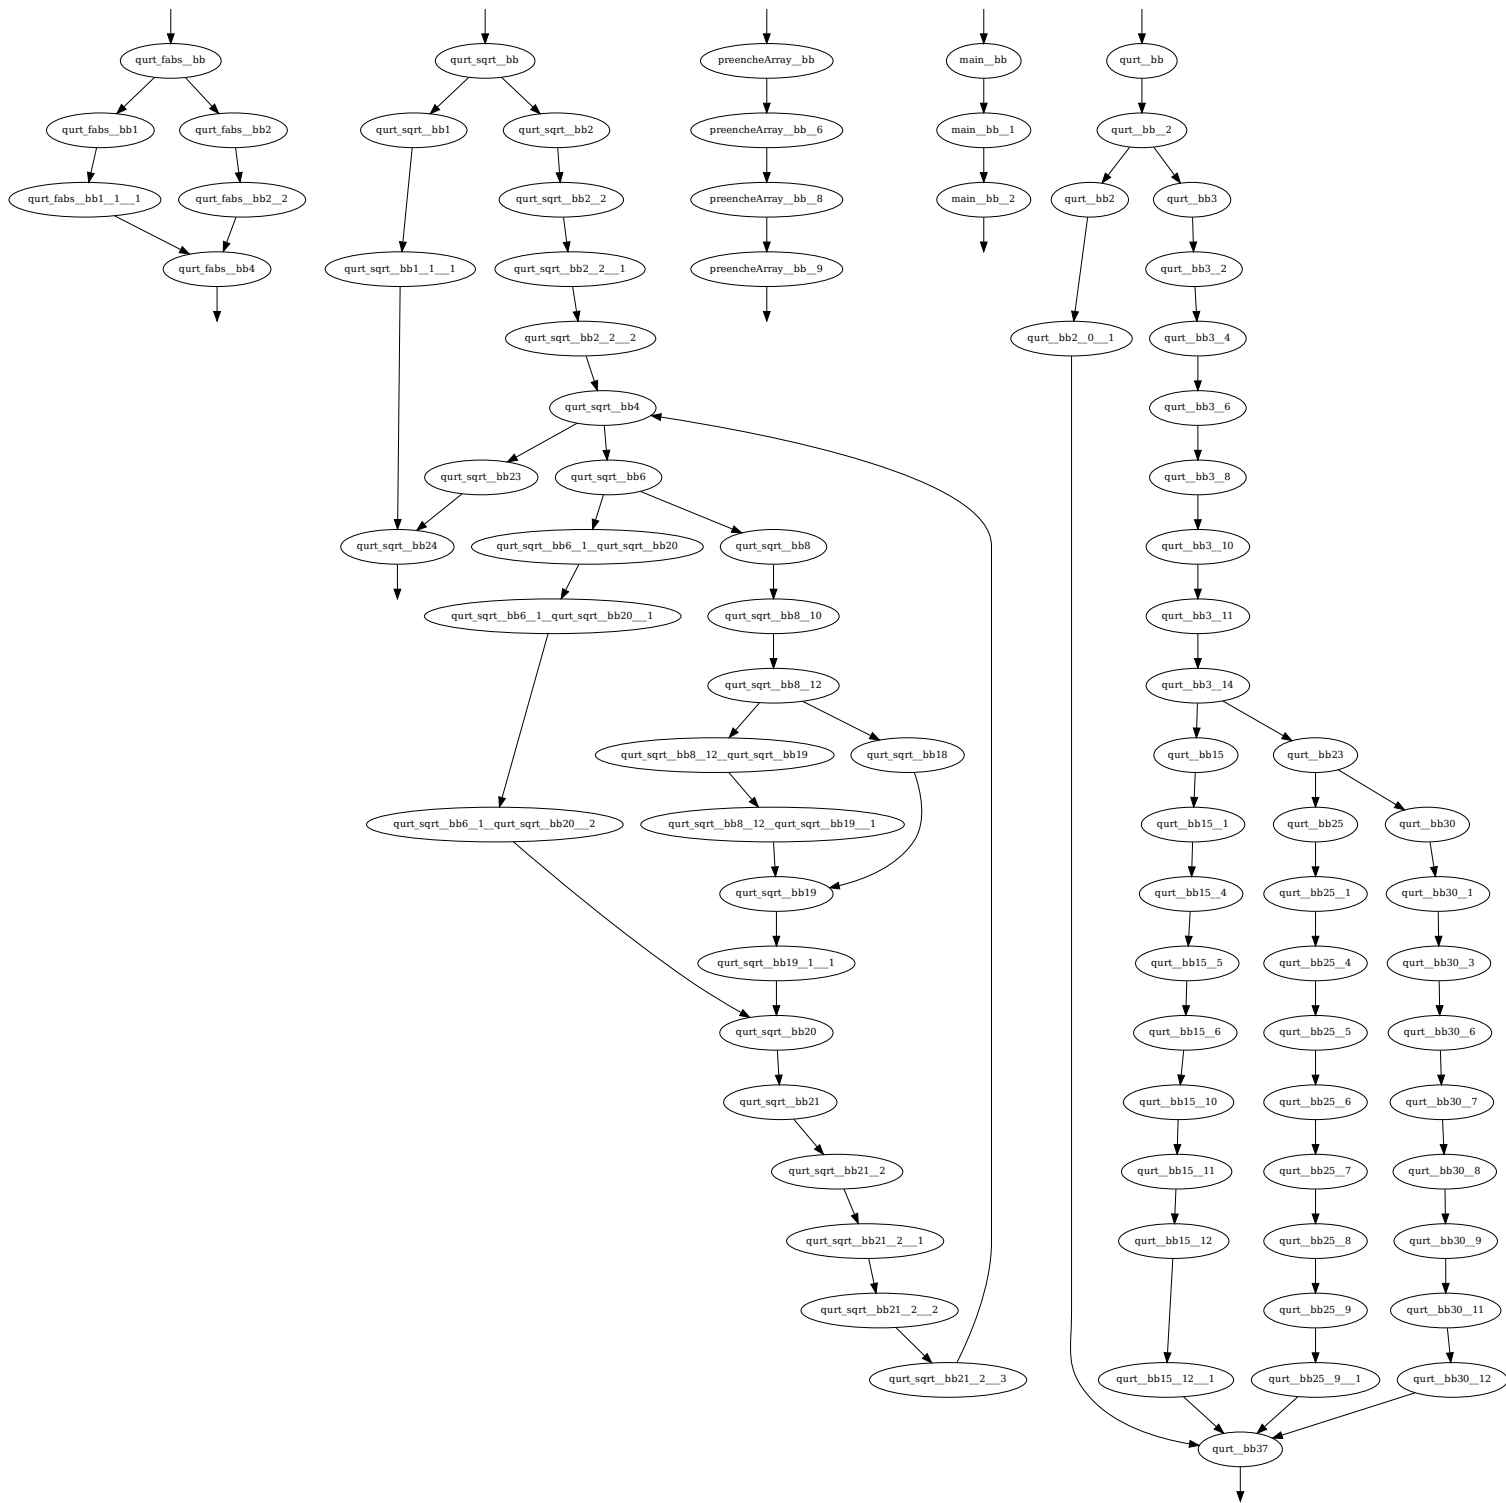 qurt_fabs__bb
qurt_sqrt__bb
preencheArray__bb
main__bb
qurt__bb
qurt_fabs__bb1
qurt_fabs__bb2
qurt_sqrt__bb1
qurt_sqrt__bb2
preencheArray__bb__6
main__bb__1
qurt__bb__2
qurt_fabs__bb1__1___1
qurt_fabs__bb2__2
qurt_sqrt__bb2__2
preencheArray__bb__8
main__bb__2
qurt__bb2
qurt__bb3
qurt_fabs__bb4
qurt_sqrt__bb1__1___1
qurt_sqrt__bb2__2___1
preencheArray__bb__9
qurt__bb3__2
qurt_sqrt__bb2__2___2
qurt__bb2__0___1
qurt__bb3__4
qurt_sqrt__bb4
qurt__bb3__6
qurt_sqrt__bb23
qurt_sqrt__bb6
qurt__bb3__8
qurt_sqrt__bb24
qurt_sqrt__bb6__1__qurt_sqrt__bb20
qurt_sqrt__bb8
qurt__bb3__10
qurt_sqrt__bb6__1__qurt_sqrt__bb20___1
qurt_sqrt__bb8__10
qurt__bb3__11
qurt_sqrt__bb8__12
qurt__bb3__14
qurt_sqrt__bb8__12__qurt_sqrt__bb19
qurt_sqrt__bb18
qurt__bb15
qurt__bb23
qurt_sqrt__bb6__1__qurt_sqrt__bb20___2
qurt_sqrt__bb8__12__qurt_sqrt__bb19___1
qurt__bb15__1
qurt__bb25
qurt__bb30
qurt_sqrt__bb19
qurt__bb15__4
qurt__bb25__1
qurt__bb30__1
qurt_sqrt__bb19__1___1
qurt__bb15__5
qurt__bb25__4
qurt__bb30__3
qurt_sqrt__bb20
qurt__bb15__6
qurt__bb25__5
qurt__bb30__6
qurt_sqrt__bb21
qurt__bb15__10
qurt__bb25__6
qurt__bb30__7
qurt_sqrt__bb21__2
qurt__bb15__11
qurt__bb25__7
qurt__bb30__8
qurt_sqrt__bb21__2___1
qurt__bb15__12
qurt__bb25__8
qurt__bb30__9
qurt_sqrt__bb21__2___2
qurt__bb25__9
qurt__bb30__11
qurt_sqrt__bb21__2___3
qurt__bb15__12___1
qurt__bb25__9___1
qurt__bb30__12
qurt__bb37